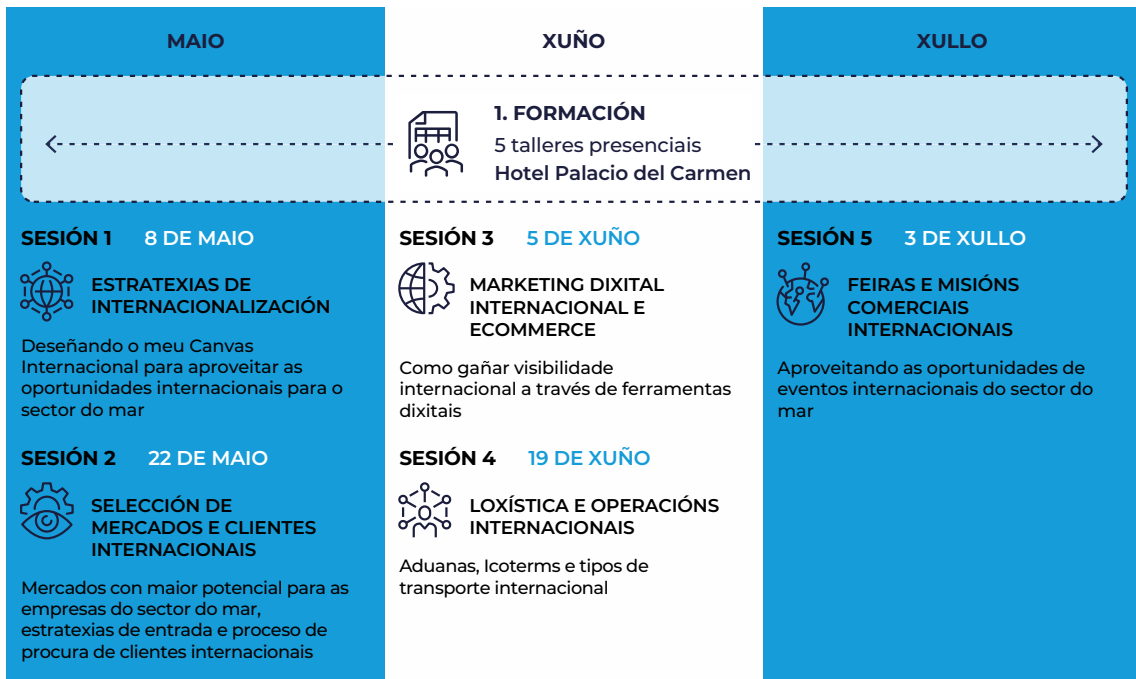 MAIO
XUÑO
XULLO
1. FORMACIÓN
5 talleres presenciais
Hotel Palacio del Carmen
SESIÓN 1 8 DE MAIO
ESTRATEXIAS DE
INTERNACIONALIZACIÓN
Deseñando o meu Canvas
Internacional para aproveitar as
oportunidades internacionais para o
sector do mar
SESIÓN 2 22 DE MAIO
SELECCIÓN DE
MERCADOS E CLIENTES
INTERNACIONAIS
Mercados con maior potencial para as
empresas do sector do mar,
estratexias de entrada e proceso de
procura de clientes internacionais
SESIÓN 3 5 DE XUÑO
MARKETING DIXITAL
INTERNACIONAL E
ECOMMERCE
Como gañar visibilidade
internacional a través de ferramentas
dixitais
SESIÓN 4 19 DE XUÑO
LOXÍSTICA E OPERACIÓNS
INTERNACIONAIS
Aduanas, Icoterms e tipos de
transporte internacional
SESIÓN 5 3 DE XULLO
FEIRAS E MISIÓNS
COMERCIAIS
INTERNACIONAIS
Aproveitando as oportunidades de
eventos internacionais do sector do
mar